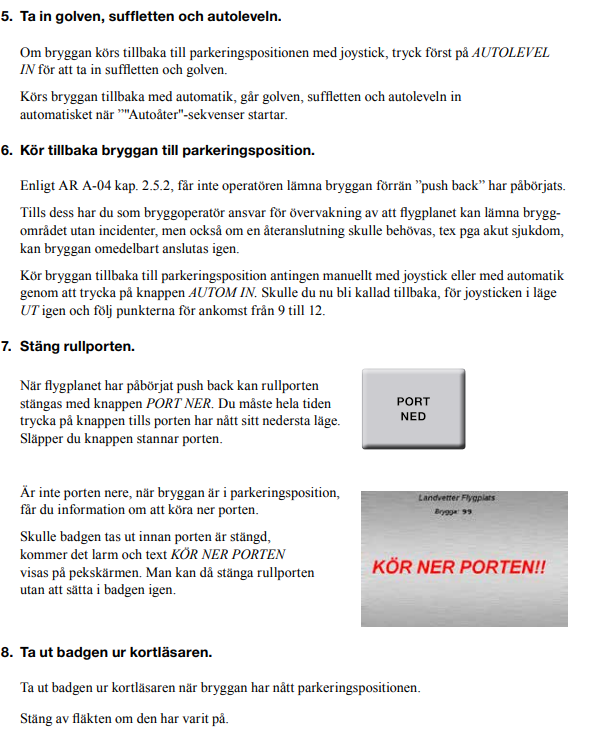 5. Ta in golven, suffletten och autoleveln.
Om bryggan körs tillbaka till parkeringspositionen med joystick, tryck först på AUTOLEVEL
IN för att ta in suffletten och golven.
Körs bryggan tillbaka med automatik, går golven, suffletten och autoleveln in
automatisket när ”"Autoåter"-sekvenser startar.
6. Kör tillbaka bryggan till parkeringsposition.
Enligt AR A-04 kap. 2.5.2, får inte operatören lämna bryggan förrän ”push back” har påbörjats.
Tills dess har du som bryggoperatör ansvar för övervakning av att flygplanet kan lämna brygg-
området utan incidenter, men också om en återanslutning skulle behövas, tex pga akut sjukdom,
kan bryggan omedelbart anslutas igen.
Kör bryggan tillbaka till parkeringsposition antingen manuellt med joystick eller med automatik
genom att trycka på knappen AUTOM IN. Skulle du nu bli kallad tillbaka, för joysticken i läge
UT igen och följ punkterna för ankomst från 9 till 12.
7. Stäng rullporten.
När flygplanet har påbörjat push back kan rullporten
stängas med knappen PORT NER. Du måste hela tiden
trycka på knappen tills porten har nått sitt nedersta läge.
Släpper du knappen stannar porten.
PORT
NED
Är inte porten nere, när bryggan är i parkeringsposition,
får du information om att köra ner porten.
Skulle badgen tas ut innan porten är stängd,
kommer det larm och text KÖR NER PORTEN
visas på pekskärmen. Man kan då stänga rullporten
utan att sätta i badgen igen.
Landvetter Flygplats
Brygga: 99
KÖR NER PORTEN!!
8. Ta ut badgen ur kortläsaren.
Ta ut badgen ur kortläsaren när bryggan har nått parkeringspositionen.
Stäng av fläkten om den har varit på.